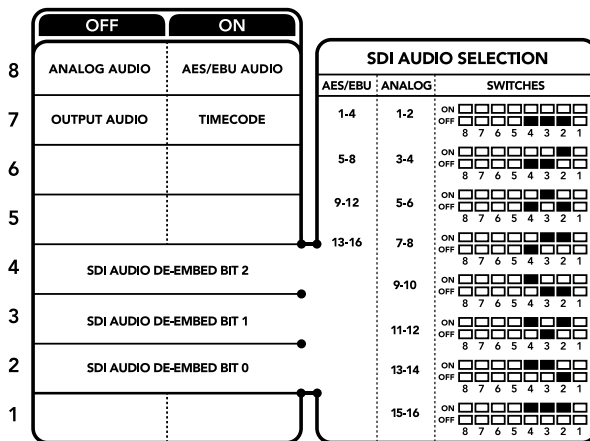 OFF ON
8 ANALOG AUDIO AES/EBU AUDIO
7 OUTPUT AUDIO TIMECODE
6
5
4 SDI AUDIO DE-EMBED BIT 2
3 SDI AUDIO DE-EMBED BIT 1
2 SDI AUDIO DE-EMBED BIT 0
1
SDI AUDIO SELECTION
AES/EBU ANALOG SWITCHES
1-4 1-2 ON
OFF
8 7 6 5 4 3 2 1
5-8 3-4 ON
OFF
8 7 6 5 4 3 2 1
9-12 5-6 ON
OFF
8 7 6 5 4 3 2 1
13-16 7-8 ON
OFF
8 7 6 5 4 3 2 1
9-10 ON
OFF
8 7 6 5 4 3 2 1
11-12 ON
OFF
8 7 6 5 4 3 2 1
13-14 ON
OFF
8 7 6 5 4 3 2 1
15-16 ON
OFF
8 7 6 5 4 3 2 1